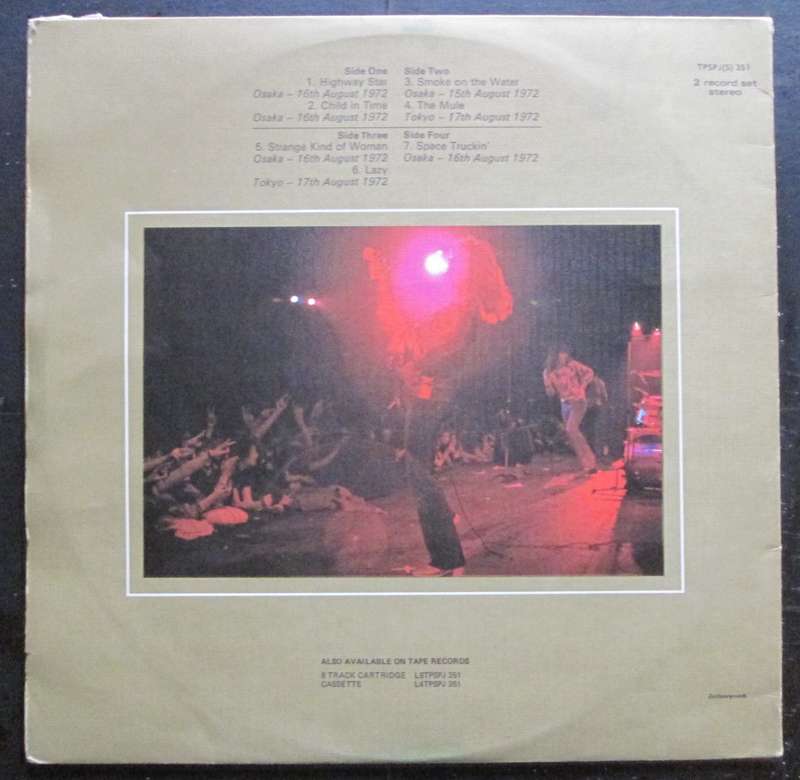 Side One
1. Highway Star
Osaka – 16th August 1972
2. Child in Time
Osaka – 16th August 1972
Side Two
3. Smoke on the Water
Osaka – 15th August 1972
4. The Mule
Tokyo – 17th August 1972
Side Three
5. Strange Kind of Woman
Osaka – 16th August 1972
6. Lazy
Tokyo – 17th August 1972
Side Four
7. Space Truckin'
Osaka – 16th August 1972
TPSPJ(S) 351
2 record set
stereo
ALSO AVAILABLE ON TAPE RECORDS
8 TRACK CARTRIDGE L8TPSPJ 351
CASSETTE L4TPSPJ 351